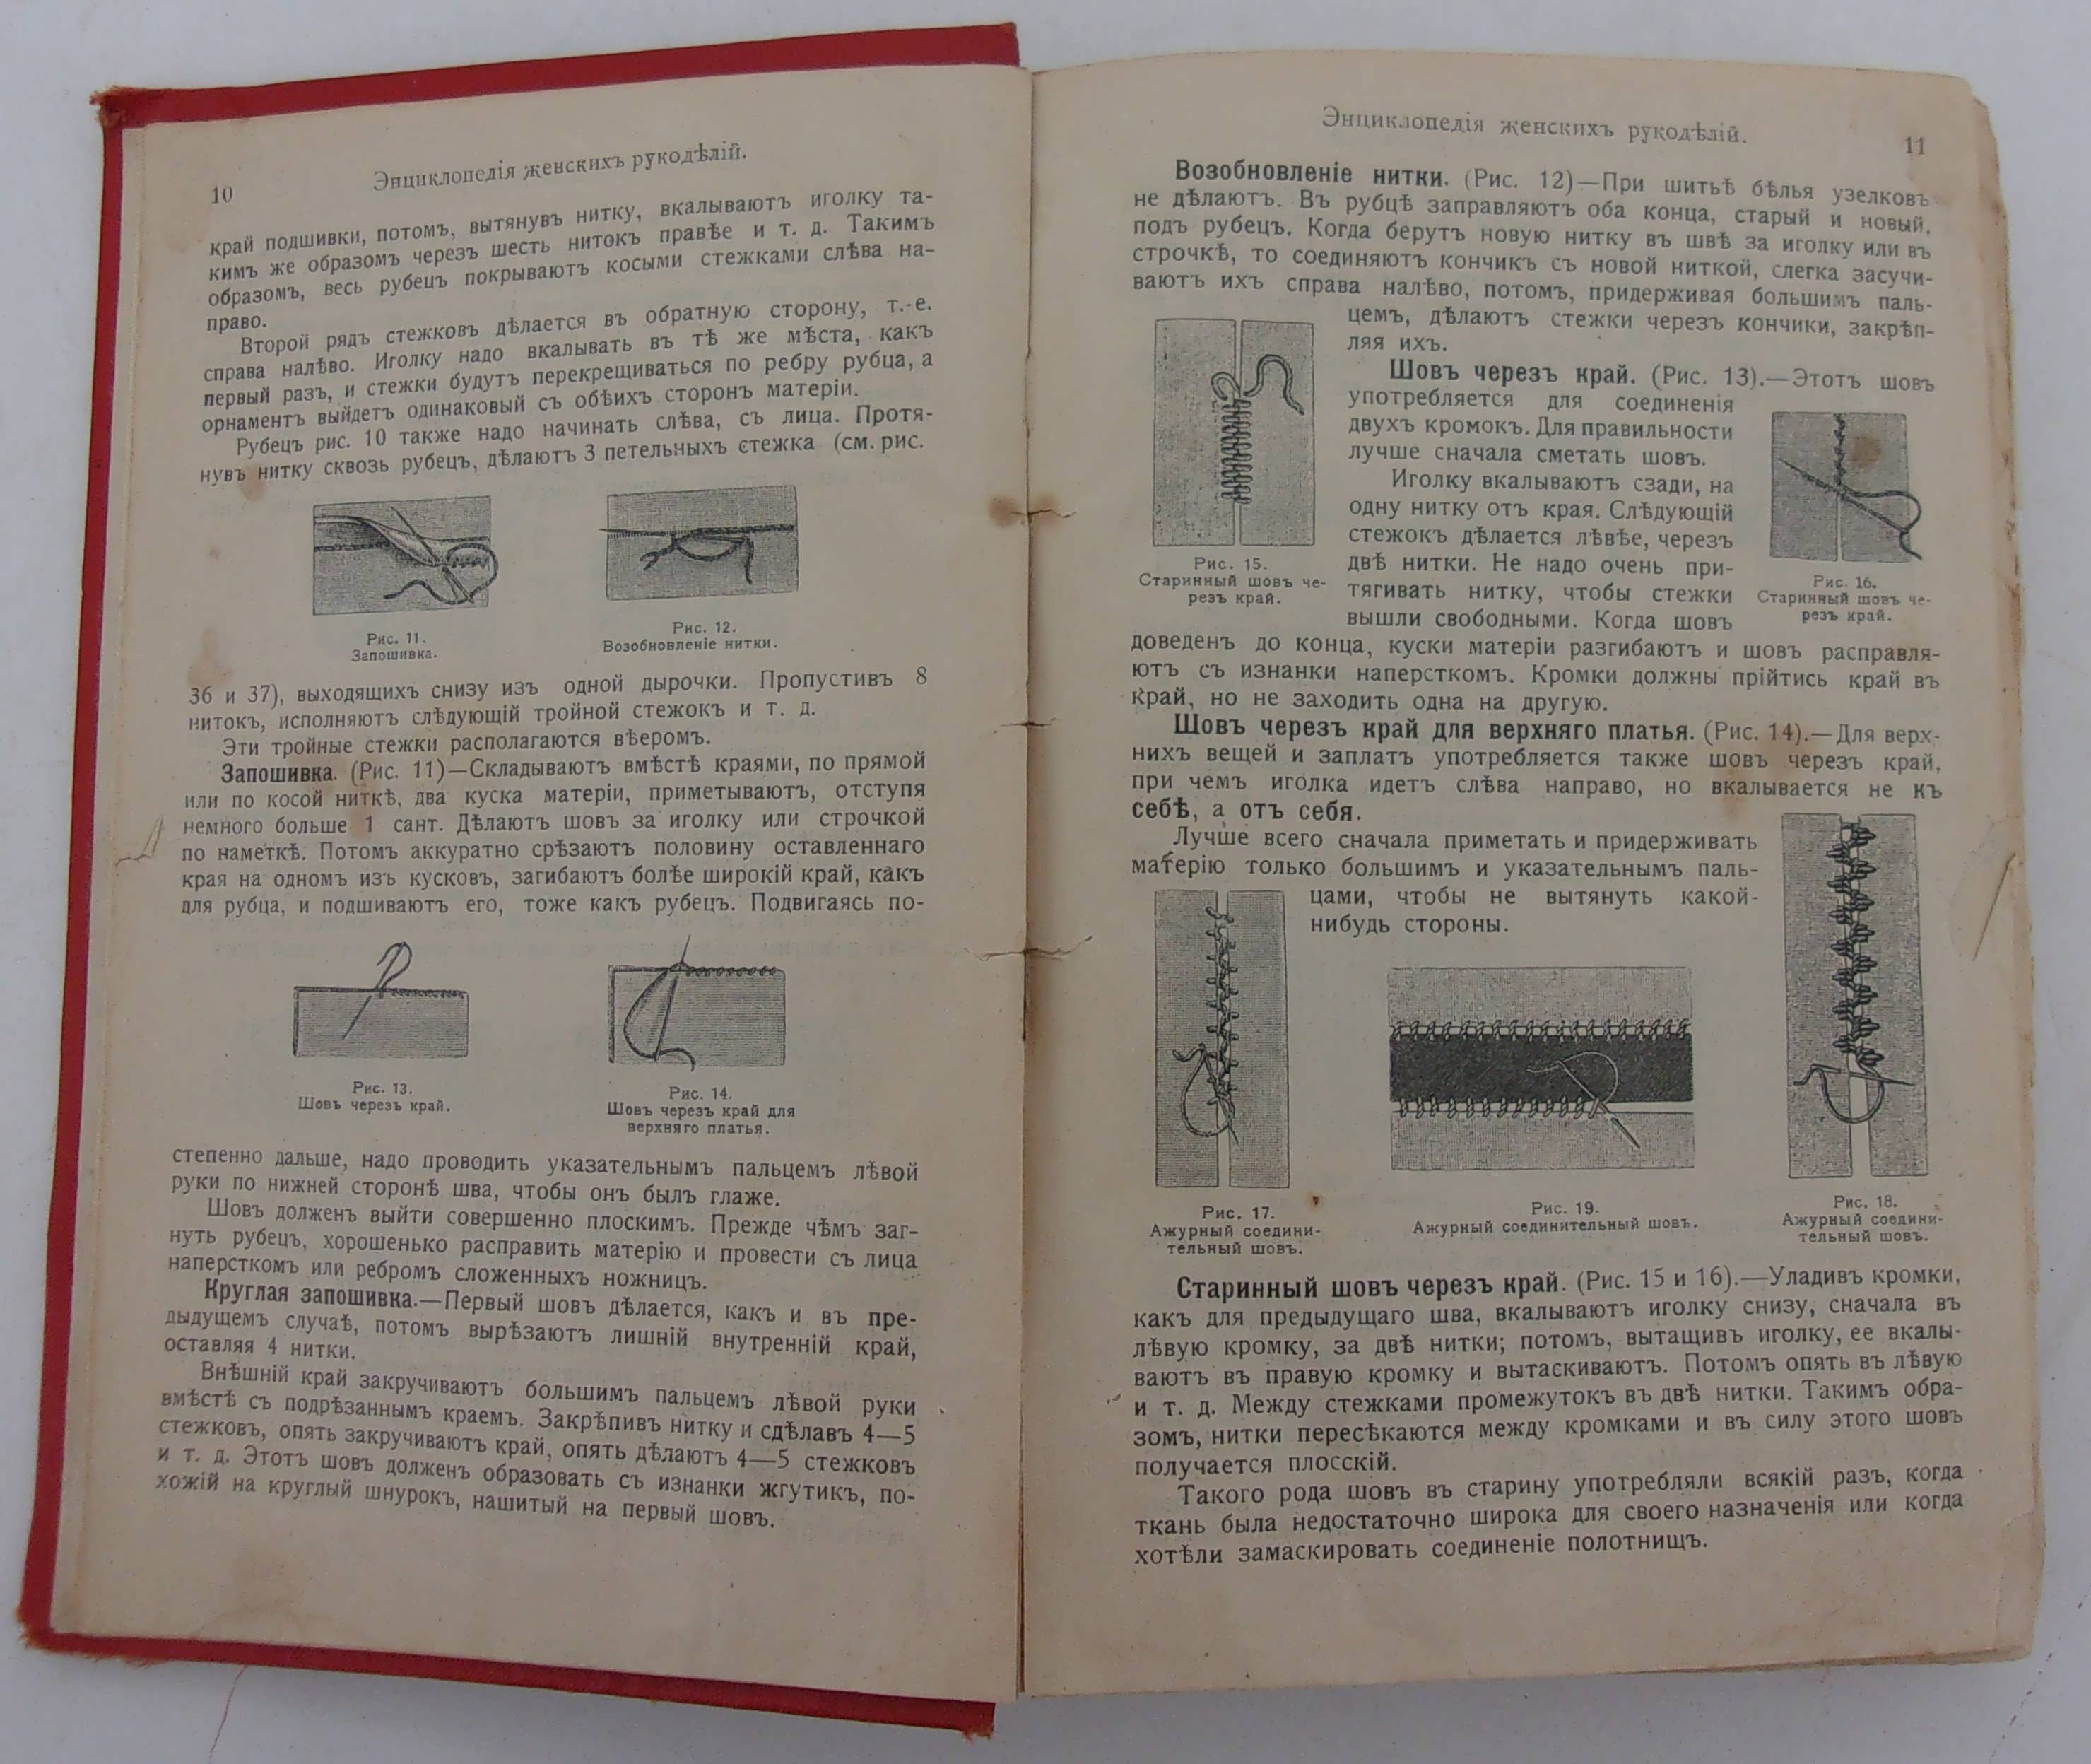 10
Энциклопедія женскихъ рукодѣлій.
край подшивки, потомъ, вытянувъ нитку, вкалываютъ иголку та-
кимъ же образомъ черезъ шесть нитокъ правѣе и т. д. Такимъ
образомъ, весь рубецъ покрываютъ косыми стежками слѣва на-
право.
Второй рядъ стежковъ дѣлается въ обратную сторону, т.-е.
справа налѣво. Иголку надо вкалывать въ тѣ же мѣста, какъ
первый разъ, и стежки будутъ перекрещиваться по ребру рубца, а
орнаментъ выйдетъ одинаковый съ обѣихъ сторонъ матеріи.
Рубецъ рис. 10 также надо начинать слѣва, съ лица. Протя-
нувъ нитку сквозь рубецъ, дѣлаютъ 3 петельныхъ стежка (см. рис.
Рис. 11.
Запошивка.
Рис. 12.
Возобновленіе нитки.
36 и 37), выходящихъ снизу изъ одной дырочки. Пропустивъ 8
нитокъ, исполняютъ слѣдующій тройной стежокъ и т. д.
Эти тройные стежки располагаются вѣеромъ.
Запошивка. (Рис. 11)—Складываютъ вмѣстѣ краями, по прямой
или по косой ниткѣ, два куска матеріи, приметываютъ, отступя
немного больше 1 сант. Дѣлаютъ шовъ за иголку или строчкой
по наметкѣ. Потомъ аккуратно срѣзаютъ половину оставленнаго
края на одномъ изъ кусковъ, загибаютъ болѣе широкій край, какъ
для рубца, и подшиваютъ его, тоже какъ рубецъ. Подвигаясь по-
Рис. 13.
Шовъ черезъ край.
Рис. 14.
Шовъ черезъ край для
верхняго платья.
степенно дальше, надо проводить указательнымъ пальцемъ лѣвой
руки по нижней сторонѣ шва, чтобы онъ былъ глаже.
Шовъ долженъ выйти совершенно плоскимъ. Прежде чѣмъ заг-
нуть рубецъ, хорошенько расправить матерію и провести съ лица
наперсткомъ или ребромъ сложенныхъ ножницъ.
Круглая запошивка.—Первый шовъ дѣлается, какъ и въ пре-
дыдущемъ случаѣ, потомъ вырѣзаютъ лишній внутренній край,
оставляя 4 нитки.
Внѣшній край закручиваютъ большимъ пальцемъ лѣвой руки
вмѣстѣ съ подрѣзаннымъ краемъ. Закрѣпивъ нитку и сдѣлавъ 4—5
стежковъ, опять закручиваютъ край, опять дѣлаютъ 4—5 стежковъ
и т. д. Этотъ шовъ долженъ образовать съ изнанки жгутикъ, по-
хожій на круглый шнурокъ, нашитый на первый шовъ.
Энциклопедія женскихъ рукодѣлій.
11
Возобновленіе нитки. (Рис. 12)—При шитьѣ бѣлья узелковъ
не дѣлаютъ. Въ рубцѣ заправляютъ оба конца, старый и новый,
подъ рубецъ. Когда берутъ новую нитку въ швѣ за иголку или въ
строчкѣ, то соединяютъ кончикъ съ новой ниткой, слегка засучи-
ваютъ ихъ справа налѣво, потомъ, придерживая большимъ паль-
цемъ, дѣлаютъ стежки черезъ кончики, закрѣп-
ляя ихъ.
Шовъ черезъ край. (Рис. 13).—Этотъ шовъ
употребляется для соединенія
двухъ кромокъ. Для правильности
лучше сначала сметать шовъ.
Иголку вкалываютъ сзади, на
одну нитку отъ края. Слѣдующій
стежокъ дѣлается лѣвѣе, черезъ
двѣ нитки. Не надо очень при-
тягивать нитку, чтобы стежки
вышли свободными. Когда шовъ
Рис. 15.
Старинный шовъ че-
резъ край.
Рис. 16.
Старинный шовъ че-
резъ край.
доведенъ до конца, куски матеріи разгибаютъ и шовъ расправля-
ютъ съ изнанки наперсткомъ. Кромки должны прійтись край въ
край, но не заходить одна на другую.
Шовъ черезъ край для верхняго платья. (Рис. 14).—Для верх-
нихъ вещей и заплатъ употребляется также шовъ черезъ край,
при чемъ иголка идетъ слѣва направо, но вкалывается не къ
себѣ, а отъ себя.
Лучше всего сначала приметать и придерживать
матерію только большимъ и указательнымъ паль-
цами, чтобы не вытянуть какой-
нибудь стороны.
Рис. 17.
Ажурный соедини-
тельный шовъ.
Рис. 19.
Ажурный соединительный шовъ.
Рис. 18.
Ажурный соедини-
тельный шовъ.
Старинный шовъ черезъ край. (Рис. 15 и 16).—Уладивъ кромки,
какъ для предыдущаго шва, вкалываютъ иголку снизу, сначала въ
лѣвую кромку, за двѣ нитки; потомъ, вытащивъ иголку, ее вкалы-
ваютъ въ правую кромку и вытаскиваютъ. Потомъ опять въ лѣвую
и т. д. Между стежками промежутокъ въ двѣ нитки. Такимъ обра-
зомъ, нитки пересѣкаются между кромками и въ силу этого шовъ
получается плосскій.
Такого рода шовъ въ старину употребляли всякій разъ, когда
ткань была недостаточно широка для своего назначенія или когда
хотѣли замаскировать соединеніе полотнищъ.